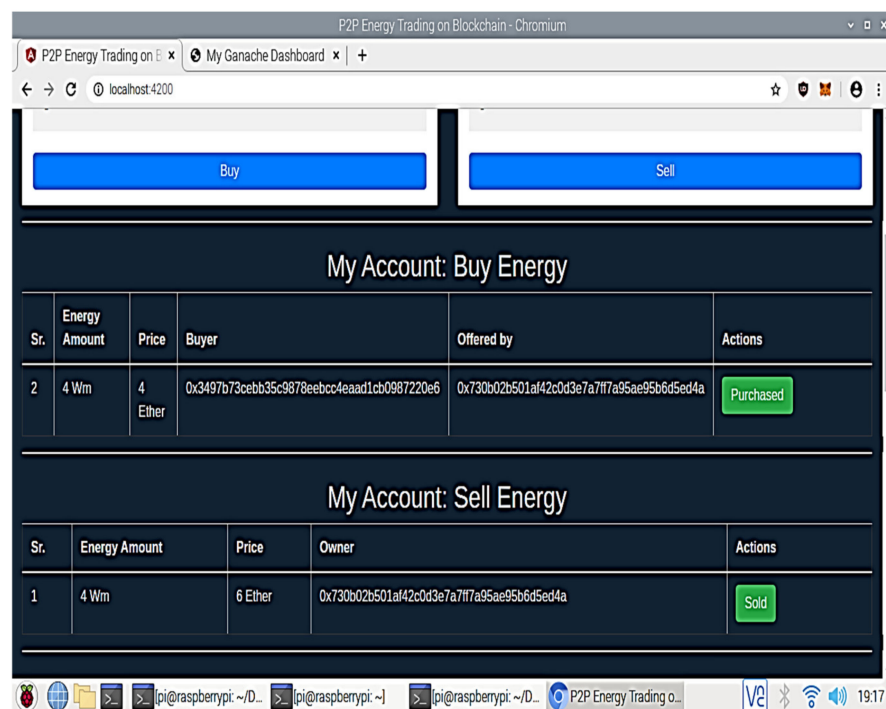 P2P Energy Trading on Blockchain - Chromium
P2P Energy Trading on B × My Ganache Dashboard × +
localhost:4200
Buy Sell
My Account: Buy Energy
Sr. Energy Amount Price Buyer Offered by Actions
2 4 Wm 4 Ether 0x3497b73cebb35c9878eebcc4eaad1cb0987220e6 0x730b02b501af42c0d3e7a7ff7a95ae95b6d5ed4a Purchased
My Account: Sell Energy
Sr. Energy Amount Price Owner Actions
1 4 Wm 6 Ether 0x730b02b501af42c0d3e7a7ff7a95ae95b6d5ed4a Sold
[pi@raspberrypi: ~/D... [pi@raspberrypi: ~] [pi@raspberrypi: ~/D... P2P Energy Trading o... 19:17